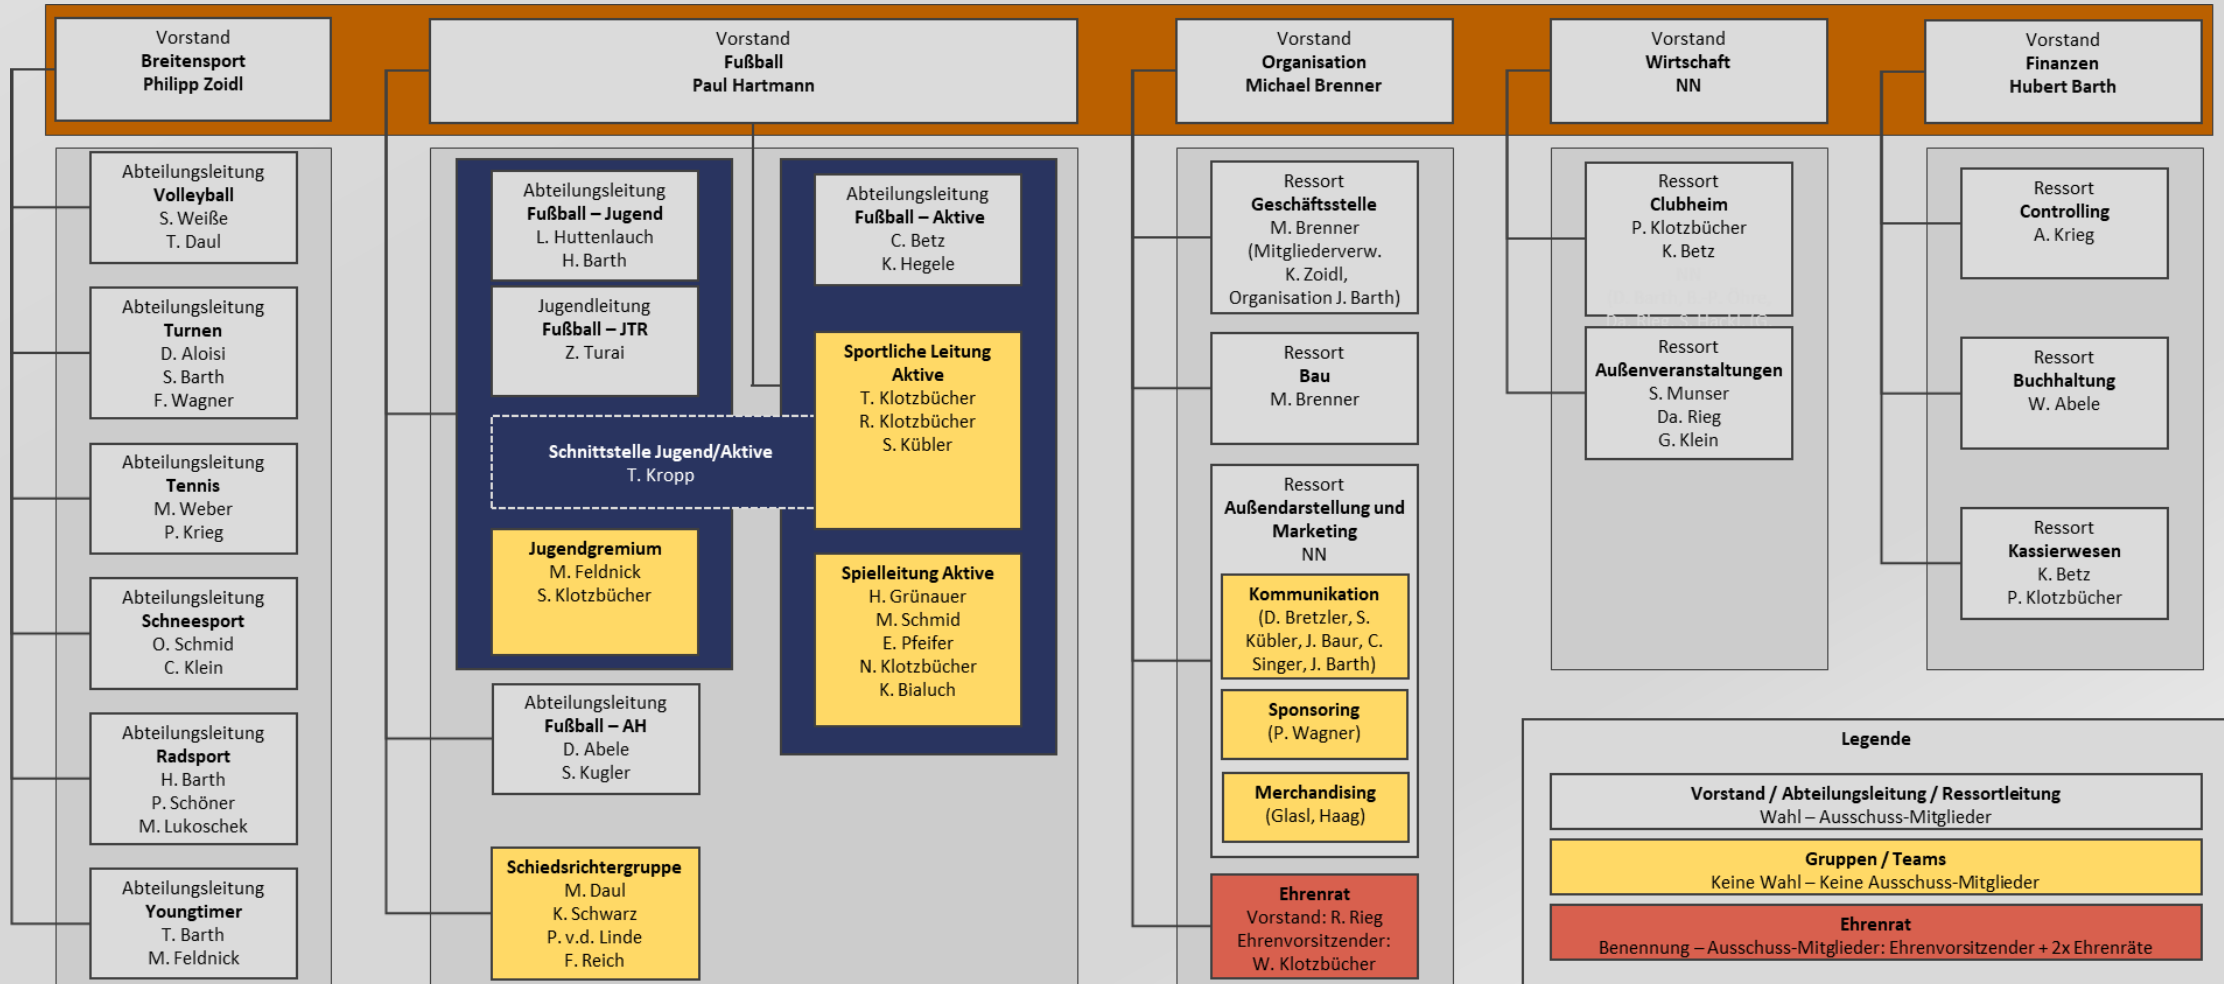 Vorstand
Breitensport
Philipp Zoidl
Abteilungsleitung
Volleyball
S. Weiße
T. Daul
Abteilungsleitung
Turnen
D. Aloisi
S. Barth
F. Wagner
Abteilungsleitung
Tennis
M. Weber
P. Krieg
Abteilungsleitung
Schneesport
O. Schmid
C. Klein
Abteilungsleitung
Radsport
H. Barth
P. Schöner
M. Lukoschek
Abteilungsleitung
Youngtimer
T. Barth
M. Feldnick
Vorstand
Fußball
Paul Hartmann
Abteilungsleitung
Fußball – Jugend
L. Huttenlauch
H. Barth
Jugendleitung
Fußball – JTR
Z. Turai
Schnittstelle Jugend/Aktive
T. Kropp
Jugendgremium
M. Feldnick
S. Klotzbücher
Abteilungsleitung
Fußball – AH
D. Abele
S. Kugler
Schiedsrichtergruppe
M. Daul
K. Schwarz
P. v.d. Linde
F. Reich
Abteilungsleitung
Fußball – Aktive
C. Betz
K. Hegele
Sportliche Leitung
Aktive
T. Klotzbücher
R. Klotzbücher
S. Kübler
Spielleitung Aktive
H. Grünauer
M. Schmid
E. Pfeifer
N. Klotzbücher
K. Bialuch
Vorstand
Organisation
Michael Brenner
Ressort
Geschäftsstelle
M. Brenner
(Mitgliederverw.
K. Zoidl,
Organisation J. Barth)
Ressort
Bau
M. Brenner
Ressort
Außendarstellung und
Marketing
NN
Kommunikation
(D. Bretzler, S.
Kübler, J. Baur, C.
Singer, J. Barth)
Sponsoring
(P. Wagner)
Merchandising
(Glasl, Haag)
Ehrenrat
Vorstand: R. Rieg
Ehrenvorsitzender:
W. Klotzbücher
Vorstand
Wirtschaft
NN
Ressort
Clubheim
P. Klotzbücher
K. Betz
Ressort
Außenveranstaltungen
S. Munser
Da. Rieg
G. Klein
Vorstand
Finanzen
Hubert Barth
Ressort
Controlling
A. Krieg
Ressort
Buchhaltung
W. Abele
Ressort
Kassierwesen
K. Betz
P. Klotzbücher
Legende
Vorstand / Abteilungsleitung / Ressortleitung
Wahl – Ausschuss-Mitglieder
Gruppen / Teams
Keine Wahl – Keine Ausschuss-Mitglieder
Ehrenrat
Benennung – Ausschuss-Mitglieder: Ehrenvorsitzender + 2x Ehrenräte